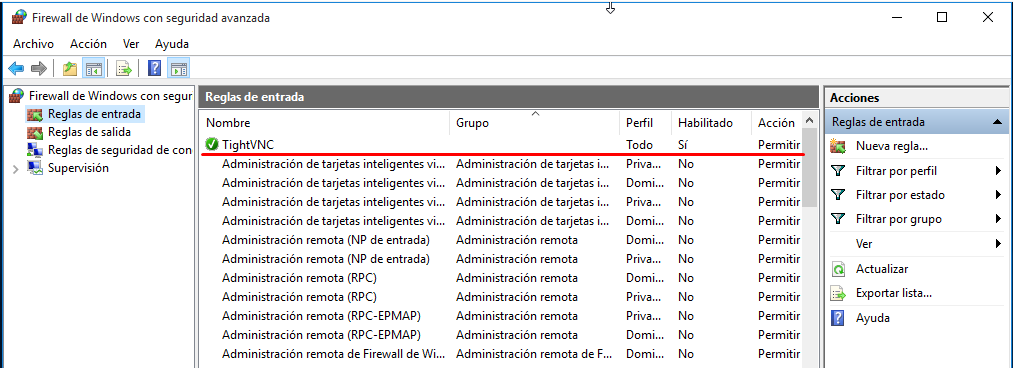 Firewall de Windows con seguridad avanzada
Archivo Acción Ver Ayuda
Firewall de Windows con segur
Reglas de entrada
Reglas de salida
Reglas de seguridad de con
Supervisión
Reglas de entrada
Nombre Grupo Perfil Habilitado Acción
TightVNC Todo Sí Permitir
Administración de tarjetas inteligentes vi... Administración de tarjetas i... Priva... No Permitir
Administración de tarjetas inteligentes vi... Administración de tarjetas i... Domi... No Permitir
Administración de tarjetas inteligentes vi... Administración de tarjetas i... Priva... No Permitir
Administración de tarjetas inteligentes vi... Administración de tarjetas i... Domi... No Permitir
Administración remota (NP de entrada) Administración remota Domi... No Permitir
Administración remota (NP de entrada) Administración remota Priva... No Permitir
Administración remota (RPC) Administración remota Domi... No Permitir
Administración remota (RPC) Administración remota Priva... No Permitir
Administración remota (RPC-EPMAP) Administración remota Priva... No Permitir
Administración remota (RPC-EPMAP) Administración remota Domi... No Permitir
Administración remota de Firewall de Wi... Administración remota de F... Domi... No Permitir
Acciones
Reglas de entrada
Nueva regla...
Filtrar por perfil
Filtrar por estado
Filtrar por grupo
Ver
Actualizar
Exportar lista...
Ayuda